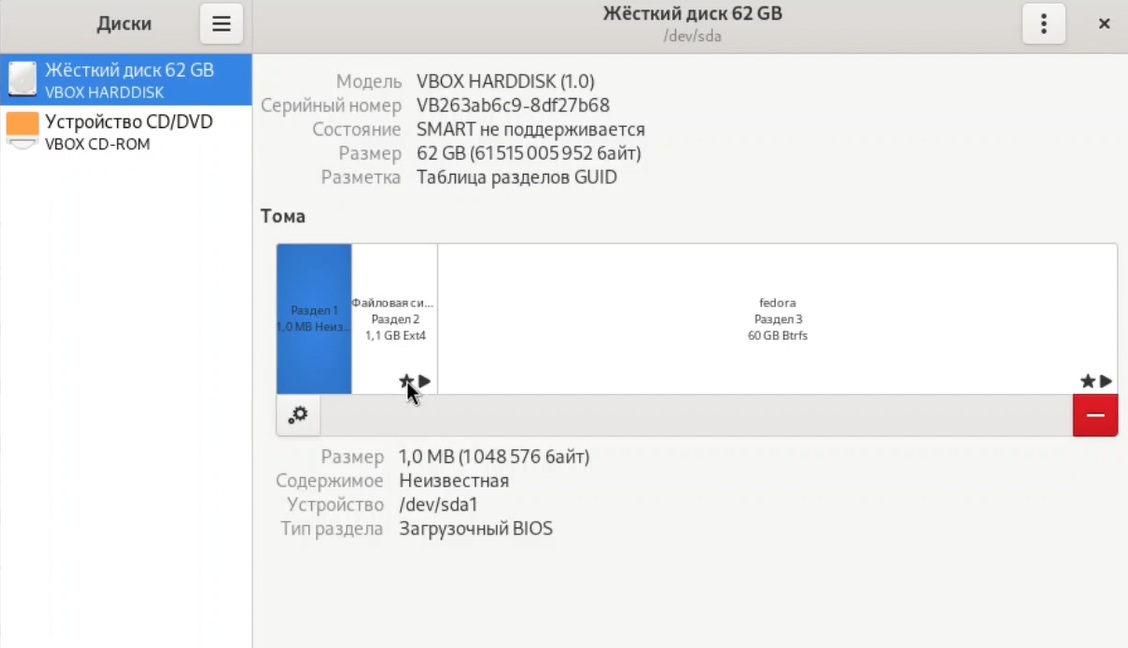 Диски
Жёсткий диск 62 GB
/dev/sda
Жёсткий диск 62 GB
VBOX HARDDISK
Устройство CD/DVD
VBOX CD-ROM
Модель VBOX HARDDISK (1.0)
Серийный номер VB263ab6c9-8df27b68
Состояние SMART не поддерживается
Размер 62 GB (61 515 005 952 байт)
Разметка Таблица разделов GUID
Тома
Раздел 1
1,0 MB Неиз...
Файловая си...
Раздел 2
1,1 GB Ext4
fedora
Раздел 3
60 GB Btrfs
Размер 1,0 MB (1 048 576 байт)
Содержимое Неизвестная
Устройство /dev/sda1
Тип раздела Загрузочный BIOS